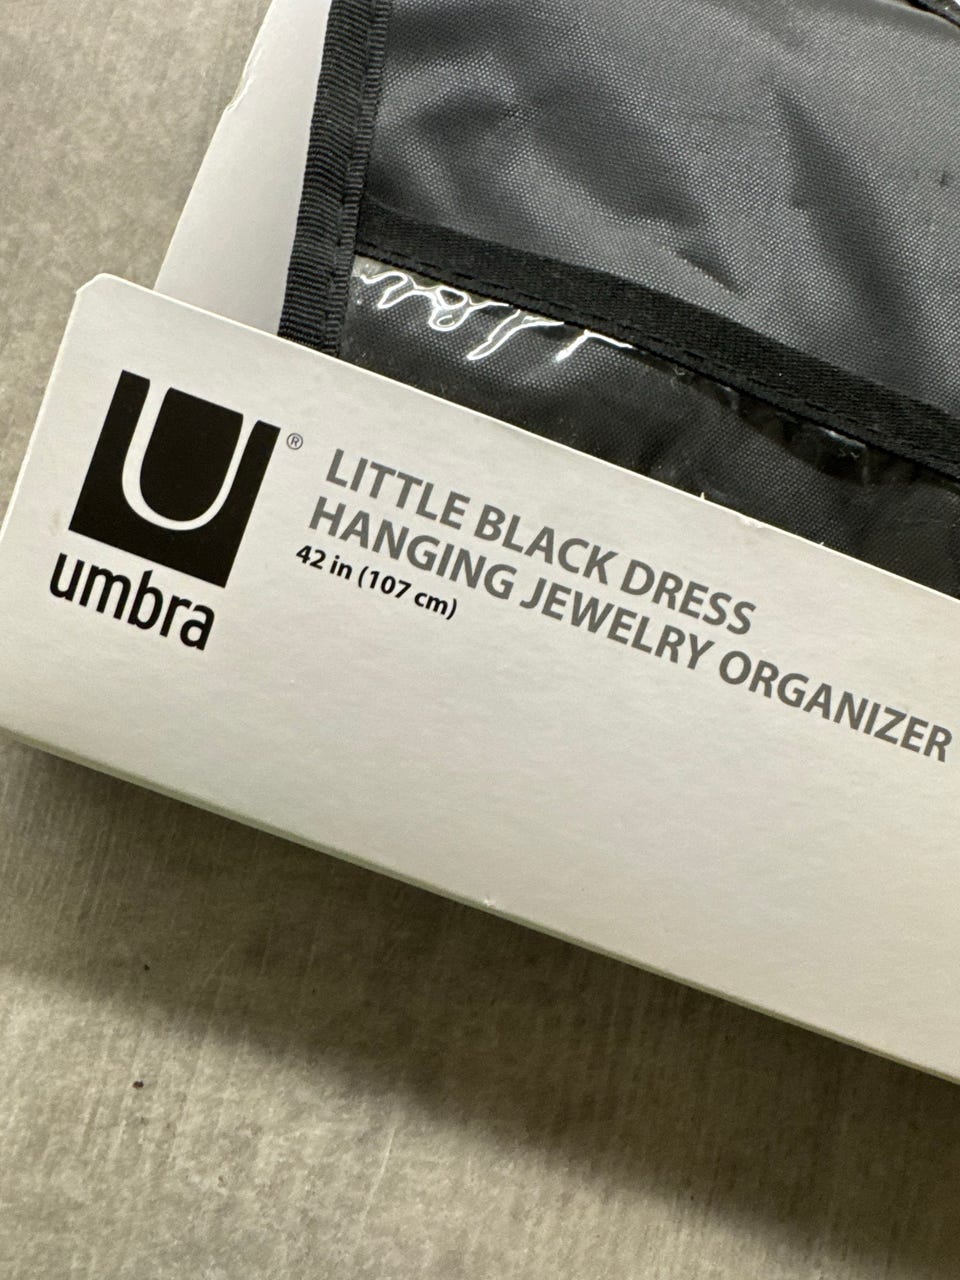 U®
umbra
LITTLE BLACK DRESS
HANGING JEWELRY ORGANIZER
42 in (107 cm)